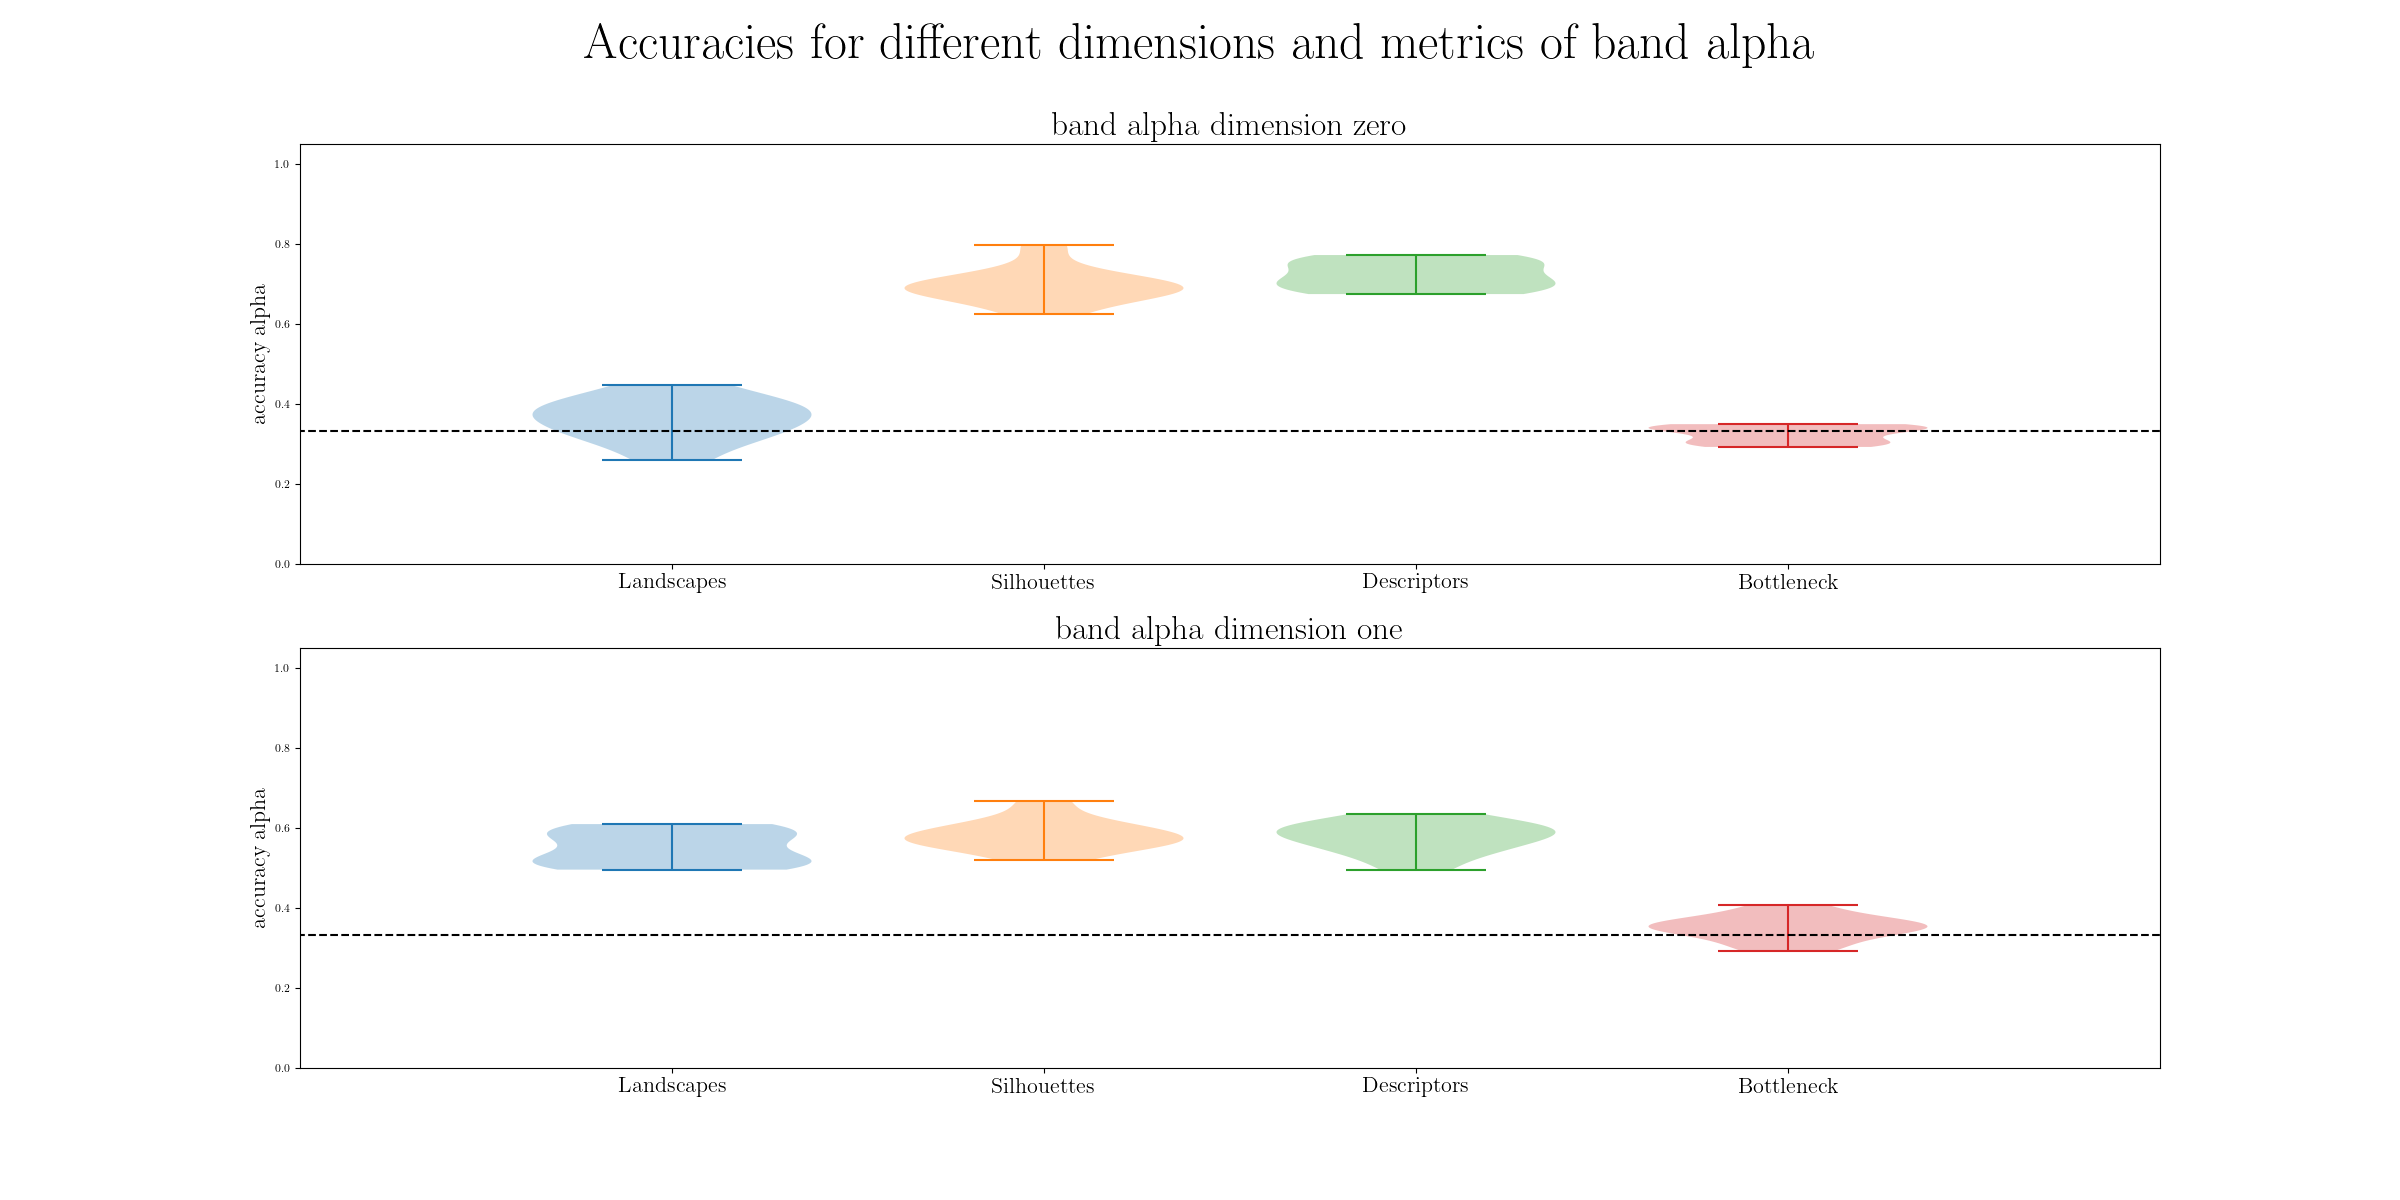 Accuracies for different dimensions and metrics of band alpha
band alpha dimension zero
accuracy alpha
1.0
0.8
0.6
0.4
0.2
0.0
Landscapes Silhouettes Descriptors Bottleneck
band alpha dimension one
accuracy alpha
1.0
0.8
0.6
0.4
0.2
0.0
Landscapes Silhouettes Descriptors Bottleneck